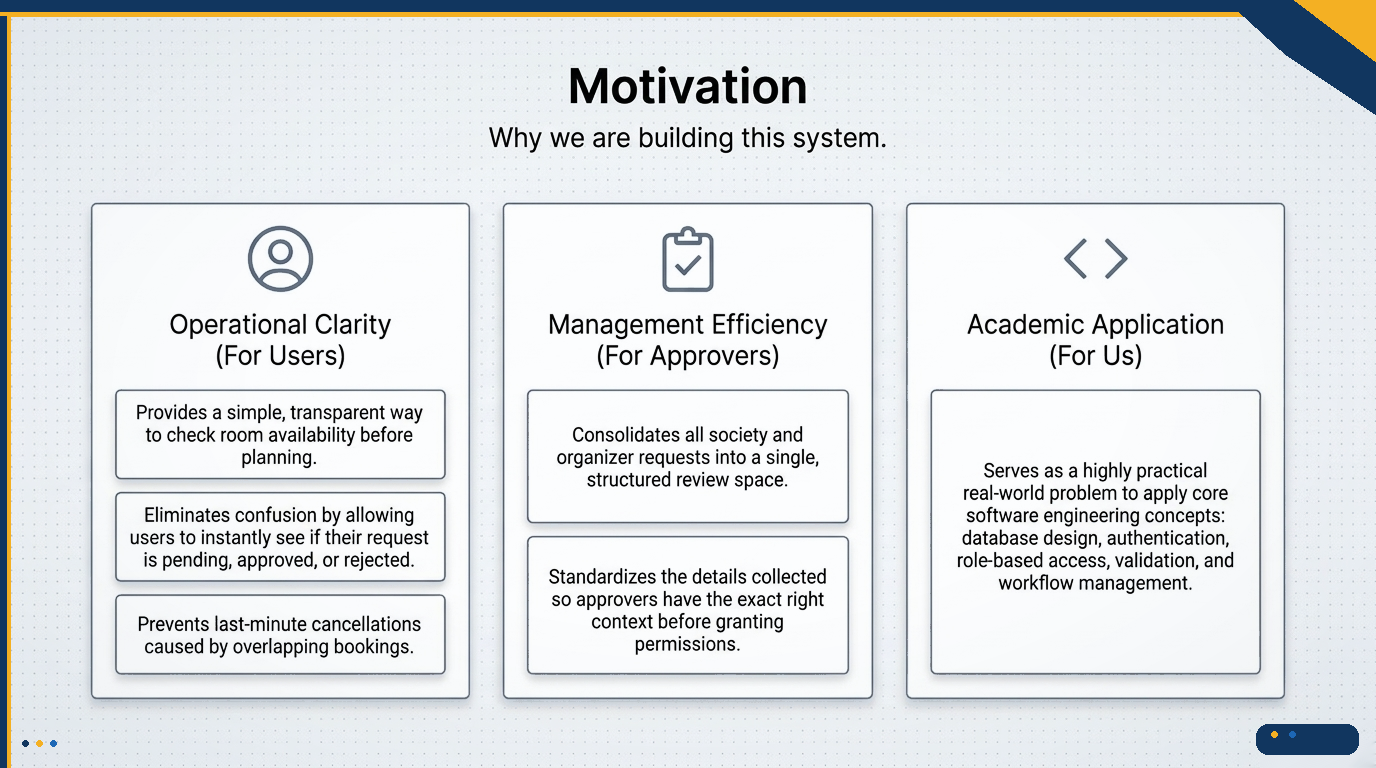 Motivation
Why we are building this system.
Operational Clarity
(For Users)
Provides a simple, transparent way
to check room availability before
planning.
Eliminates confusion by allowing
users to instantly see if their request
is pending, approved, or rejected.
Prevents last-minute cancellations
caused by overlapping bookings.
Management Efficiency
(For Approvers)
Consolidates all society and
organizer requests into a single,
structured review space.
Standardizes the details collected
so approvers have the exact right
context before granting
permissions.
Academic Application
(For Us)
Serves as a highly practical
real-world problem to apply core
software engineering concepts:
database design, authentication,
role-based access, validation, and
workflow management.